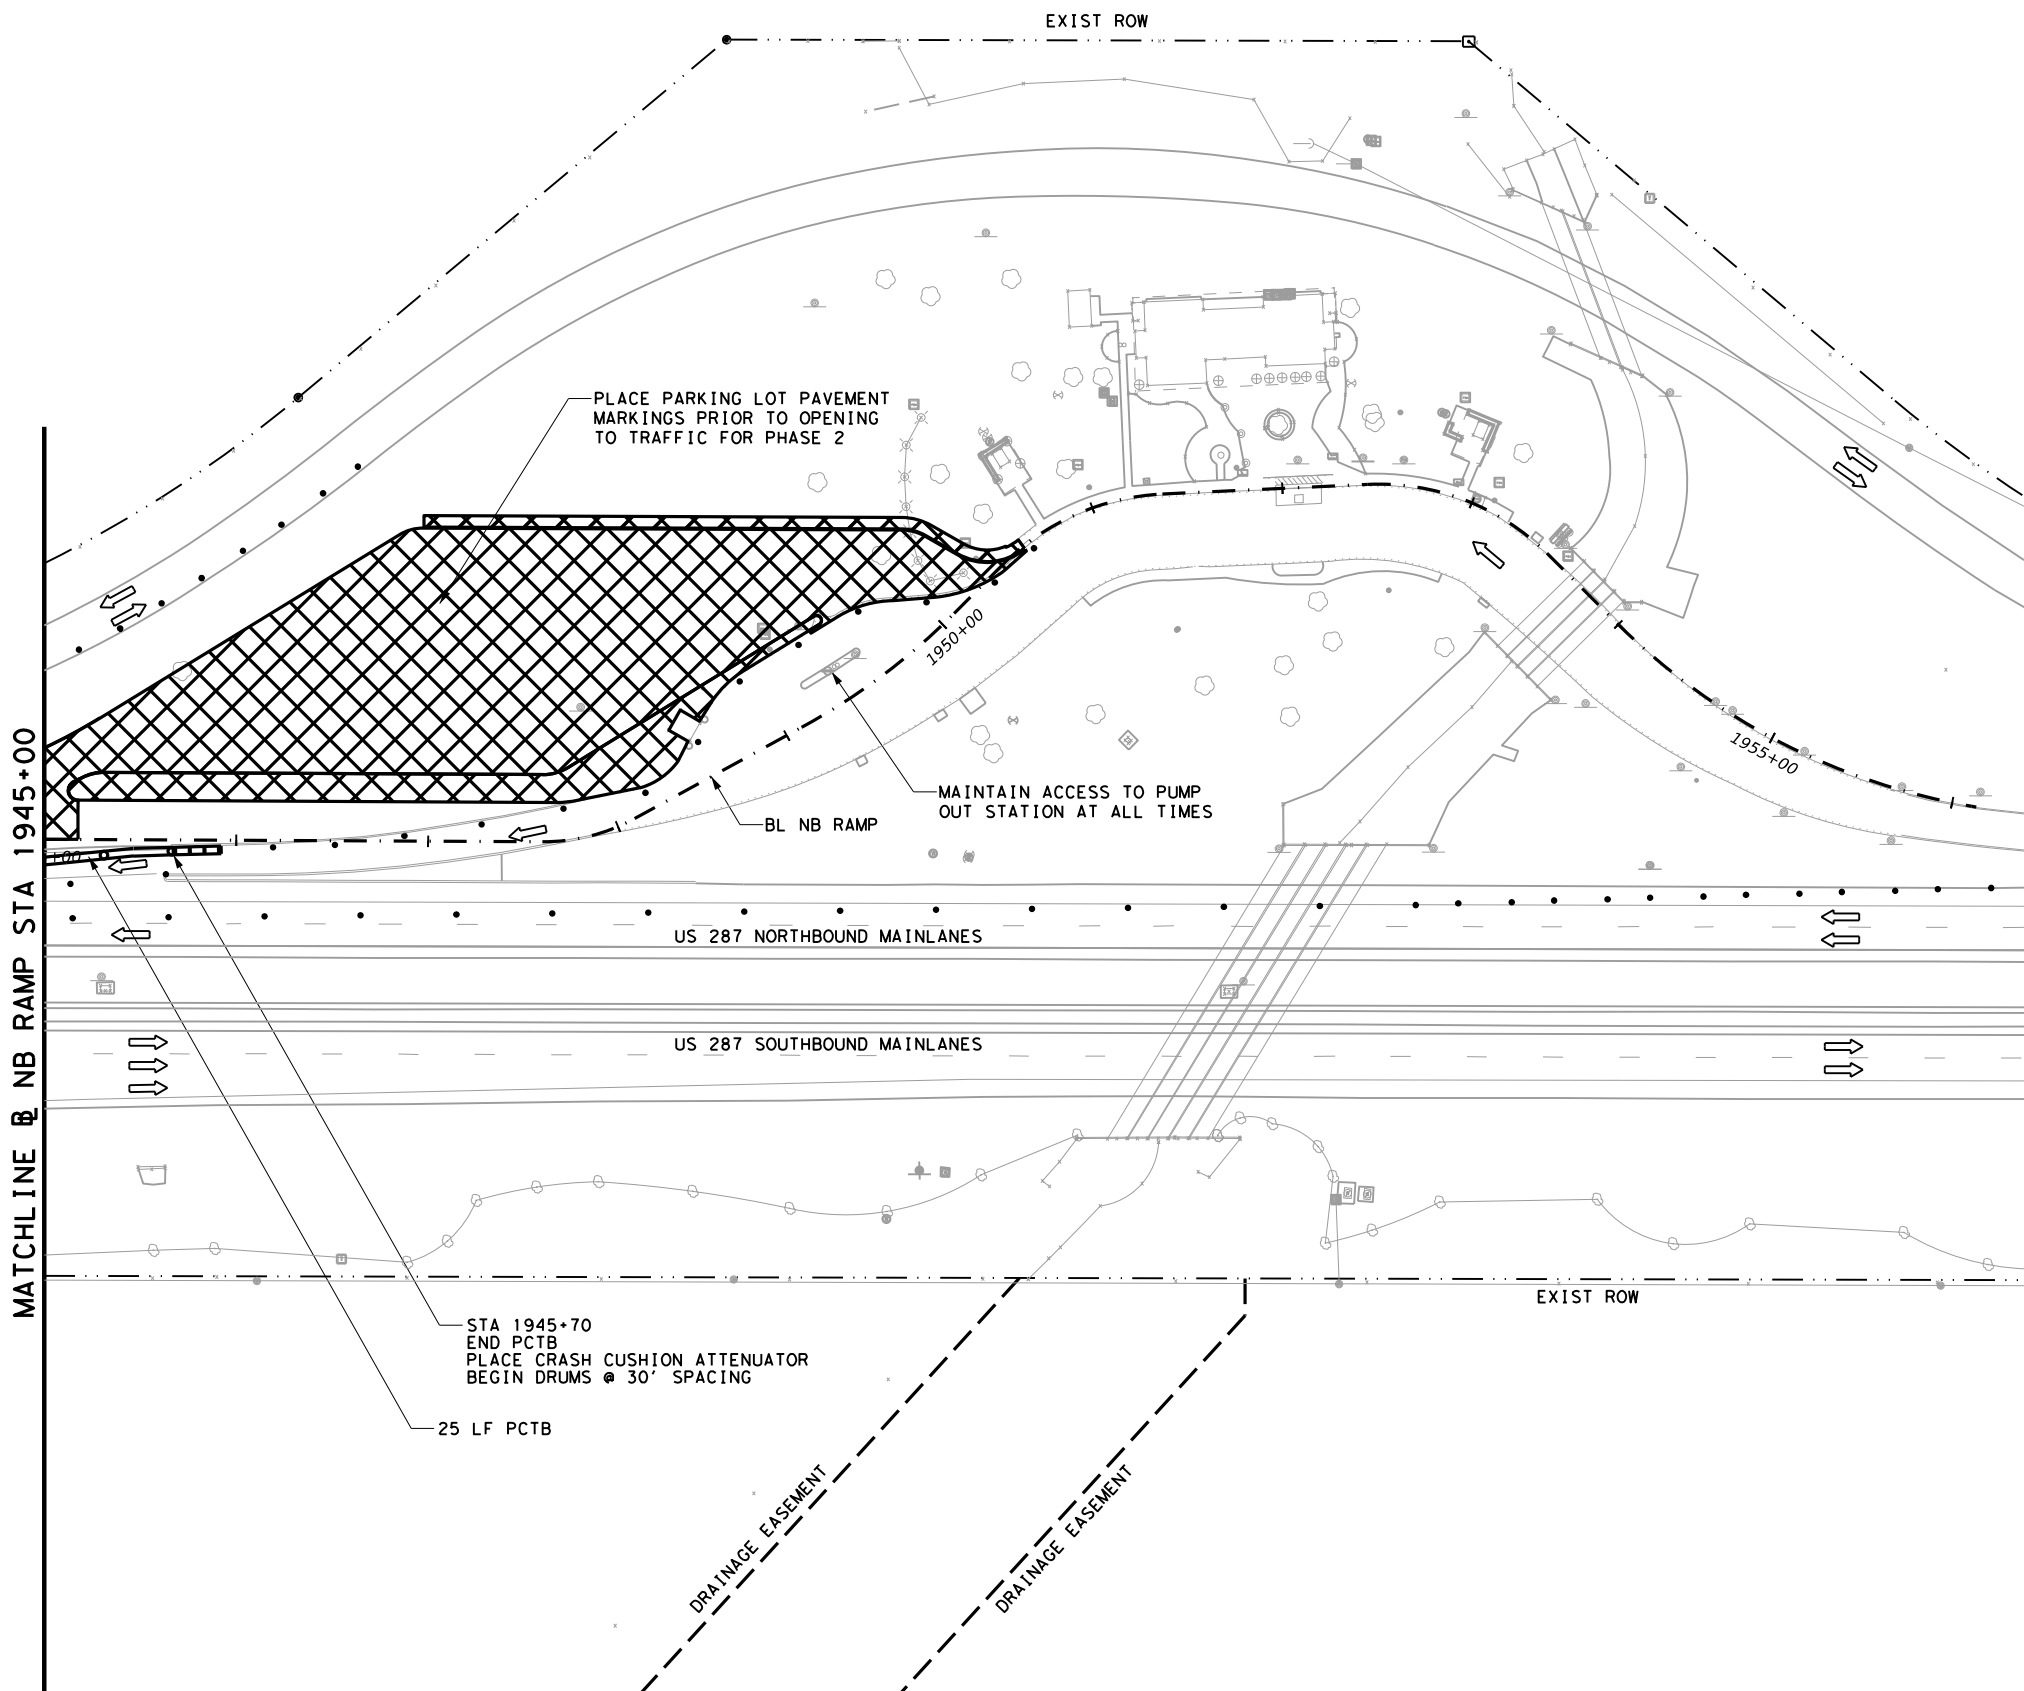 EXIST ROW
PLACE PARKING LOT PAVEMENT
MARKINGS PRIOR TO OPENING
TO TRAFFIC FOR PHASE 2
1950+00
1955+00
MAINTAIN ACCESS TO PUMP
OUT STATION AT ALL TIMES
BL NB RAMP
+00
MATCHLINE BL NB RAMP STA 1945+00
US 287 NORTHBOUND MAINLANES
US 287 SOUTHBOUND MAINLANES
EXIST ROW
STA 1945+70
END PCTB
PLACE CRASH CUSHION ATTENUATOR
BEGIN DRUMS @ 30' SPACING
25 LF PCTB
DRAINAGE EASEMENT
DRAINAGE EASEMENT